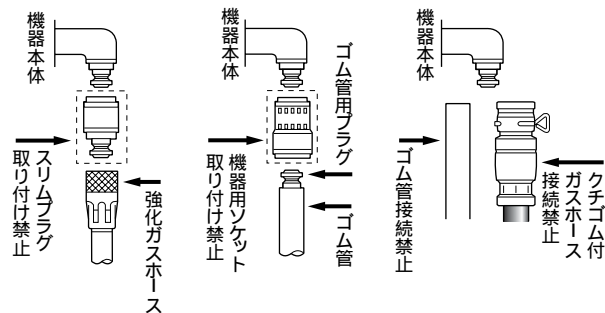 機器本体
スリムプラグ
取り付け禁止
強化ガスホース
機器本体
ゴム管用プラグ
機器用ソケット
取り付け禁止
ゴム管
機器本体
ゴム管接続禁止
クチゴム付
ガスホース
接続禁止